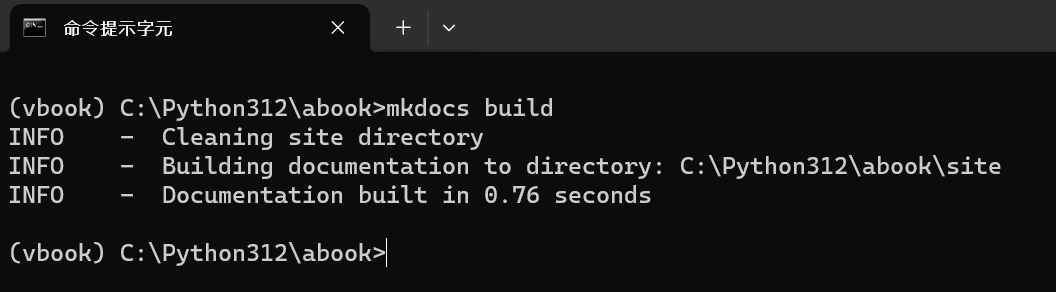 命令提示字元
(vbook) C:\Python312\abook>mkdocs build
INFO    -  Cleaning site directory
INFO    -  Building documentation to directory: C:\Python312\abook\site
INFO    -  Documentation built in 0.76 seconds
(vbook) C:\Python312\abook>